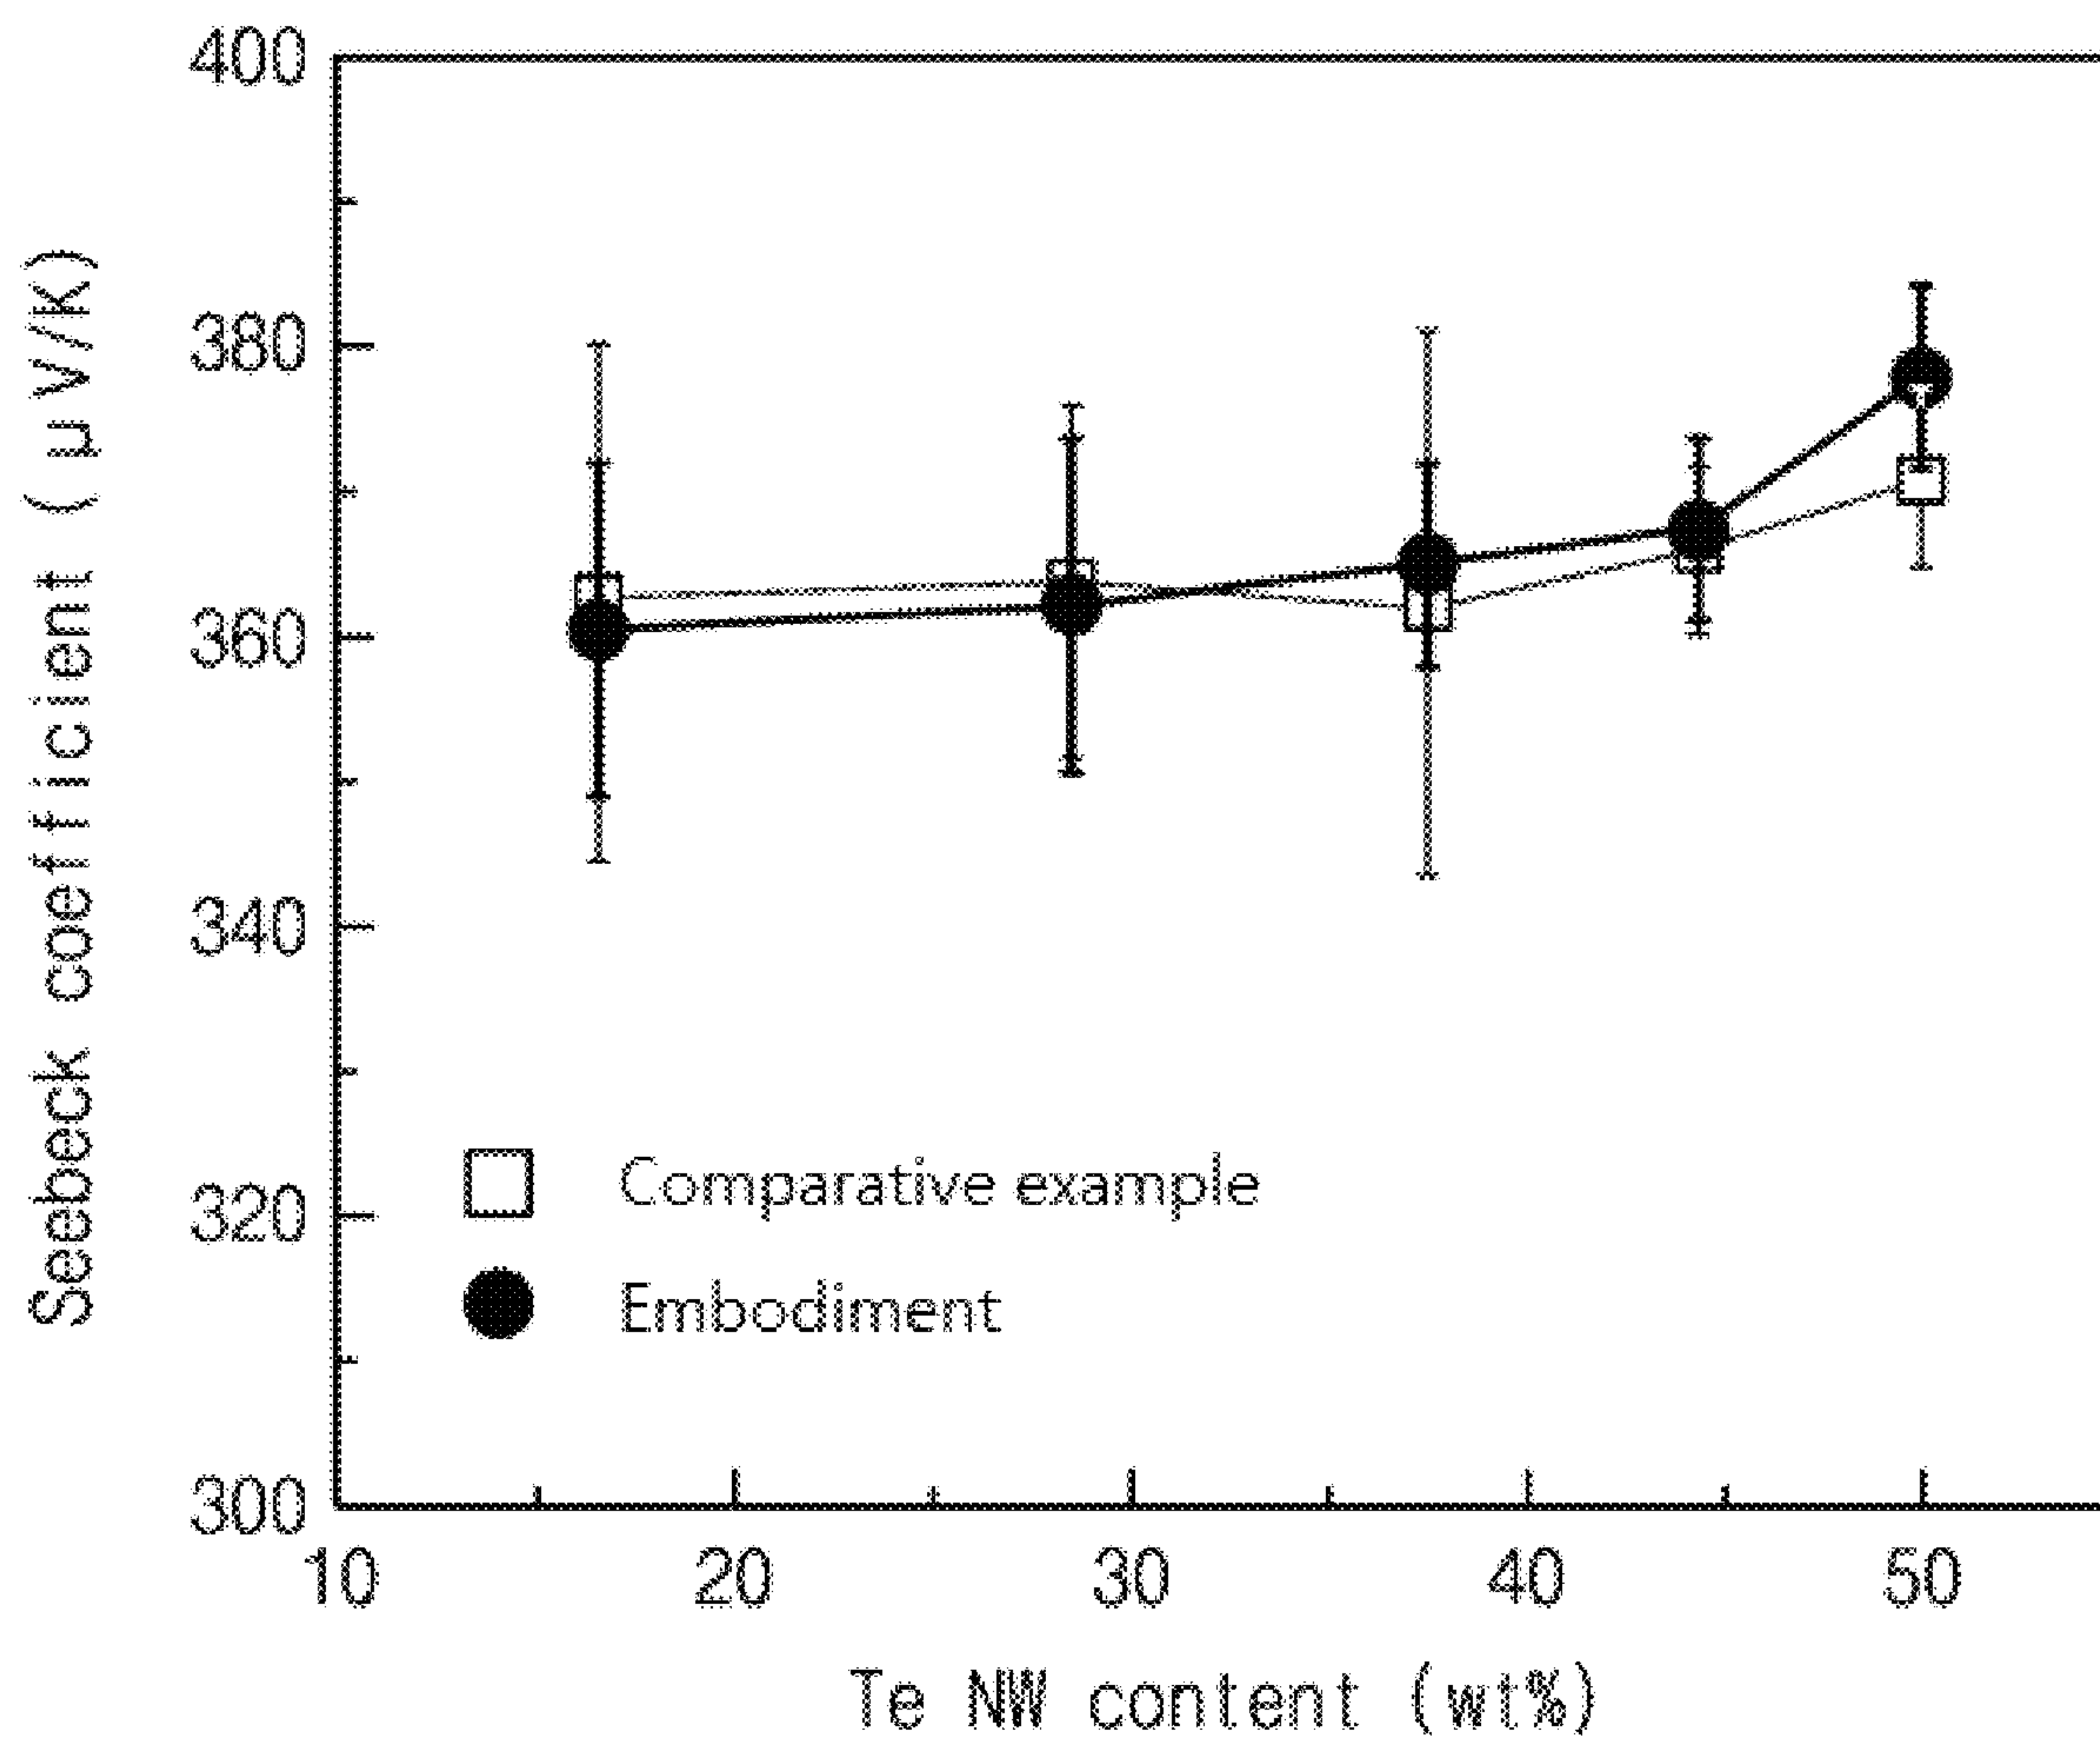 Seebeck coefficient ( μV/K)
400
380
360
340
320
300
Comparative example
Embodiment
10 20 30 40 50
Te NW content (wt%)